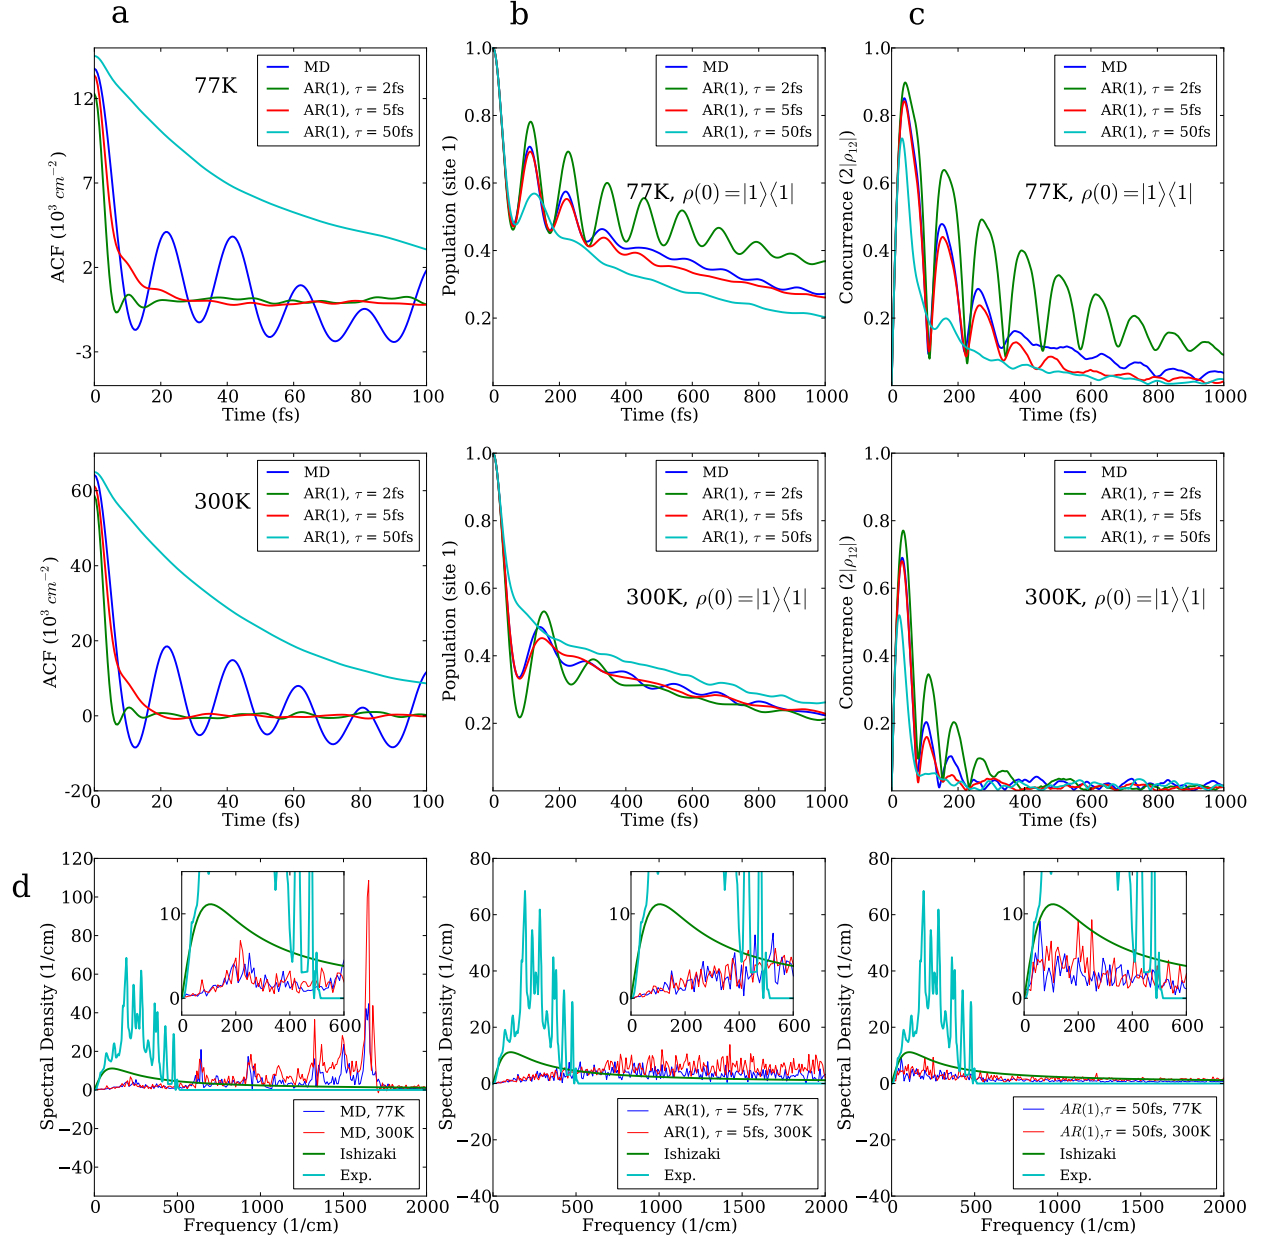 a
b
c
ACF (10³ cm⁻²)
12
7
2
-3
77K
MD
AR(1), τ = 2fs
AR(1), τ = 5fs
AR(1), τ = 50fs
0 20 40 60 80 100
Time (fs)
Population (site 1)
1.0
0.8
0.6
0.4
0.2
MD
AR(1), τ = 2fs
AR(1), τ = 5fs
AR(1), τ = 50fs
77K, ρ(0)=|1⟩⟨1|
0 200 400 600 800 1000
Time (fs)
Concurrence (2|ρ₁₂|)
1.0
0.8
0.6
0.4
0.2
MD
AR(1), τ = 2fs
AR(1), τ = 5fs
AR(1), τ = 50fs
77K, ρ(0)=|1⟩⟨1|
0 200 400 600 800 1000
Time (fs)
ACF (10³ cm⁻²)
60
40
20
0
-20
300K
MD
AR(1), τ = 2fs
AR(1), τ = 5fs
AR(1), τ = 50fs
0 20 40 60 80 100
Time (fs)
Population (site 1)
1.0
0.8
0.6
0.4
0.2
MD
AR(1), τ = 2fs
AR(1), τ = 5fs
AR(1), τ = 50fs
300K, ρ(0)=|1⟩⟨1|
0 200 400 600 800 1000
Time (fs)
Concurrence (2|ρ₁₂|)
1.0
0.8
0.6
0.4
0.2
MD
AR(1), τ = 2fs
AR(1), τ = 5fs
AR(1), τ = 50fs
300K, ρ(0)=|1⟩⟨1|
0 200 400 600 800 1000
Time (fs)
d
Spectral Density (1/cm)
120
100
80
60
40
20
0
−20
−40
−60
10
0
0 200 400 600
MD, 77K
MD, 300K
Ishizaki
Exp.
0 500 1000 1500 2000
Frequency (1/cm)
Spectral Density (1/cm)
80
60
40
20
0
−20
−40
10
0
0 200 400 600
AR(1), τ = 5fs, 77K
AR(1), τ = 5fs, 300K
Ishizaki
Exp.
0 500 1000 1500 2000
Frequency (1/cm)
Spectral Density (1/cm)
80
60
40
20
0
−20
−40
10
0
0 200 400 600
AR(1),τ = 50fs, 77K
AR(1),τ = 50fs, 300K
Ishizaki
Exp.
0 500 1000 1500 2000
Frequency (1/cm)